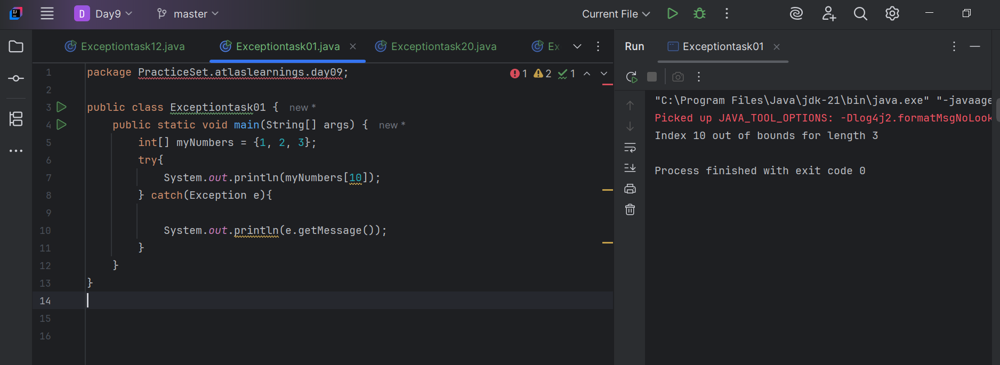 D Day9 master Current File
Exceptiontask12.java Exceptiontask01.java Exceptiontask20.java Ex
Run Exceptiontask01
1 2 1
1 package PracticeSet.atlaslearnings.day09;
2
3 public class Exceptiontask01 { new *
4 public static void main(String[] args) { new *
5 int[] myNumbers = {1, 2, 3};
6 try{
7 System.out.println(myNumbers[10]);
8 } catch(Exception e){
9
10 System.out.println(e.getMessage());
11 }
12 }
13 }
14
15
16
"C:\Program Files\Java\jdk-21\bin\java.exe" "-javaage
Picked up JAVA_TOOL_OPTIONS: -Dlog4j2.formatMsgNoLook
Index 10 out of bounds for length 3
Process finished with exit code 0